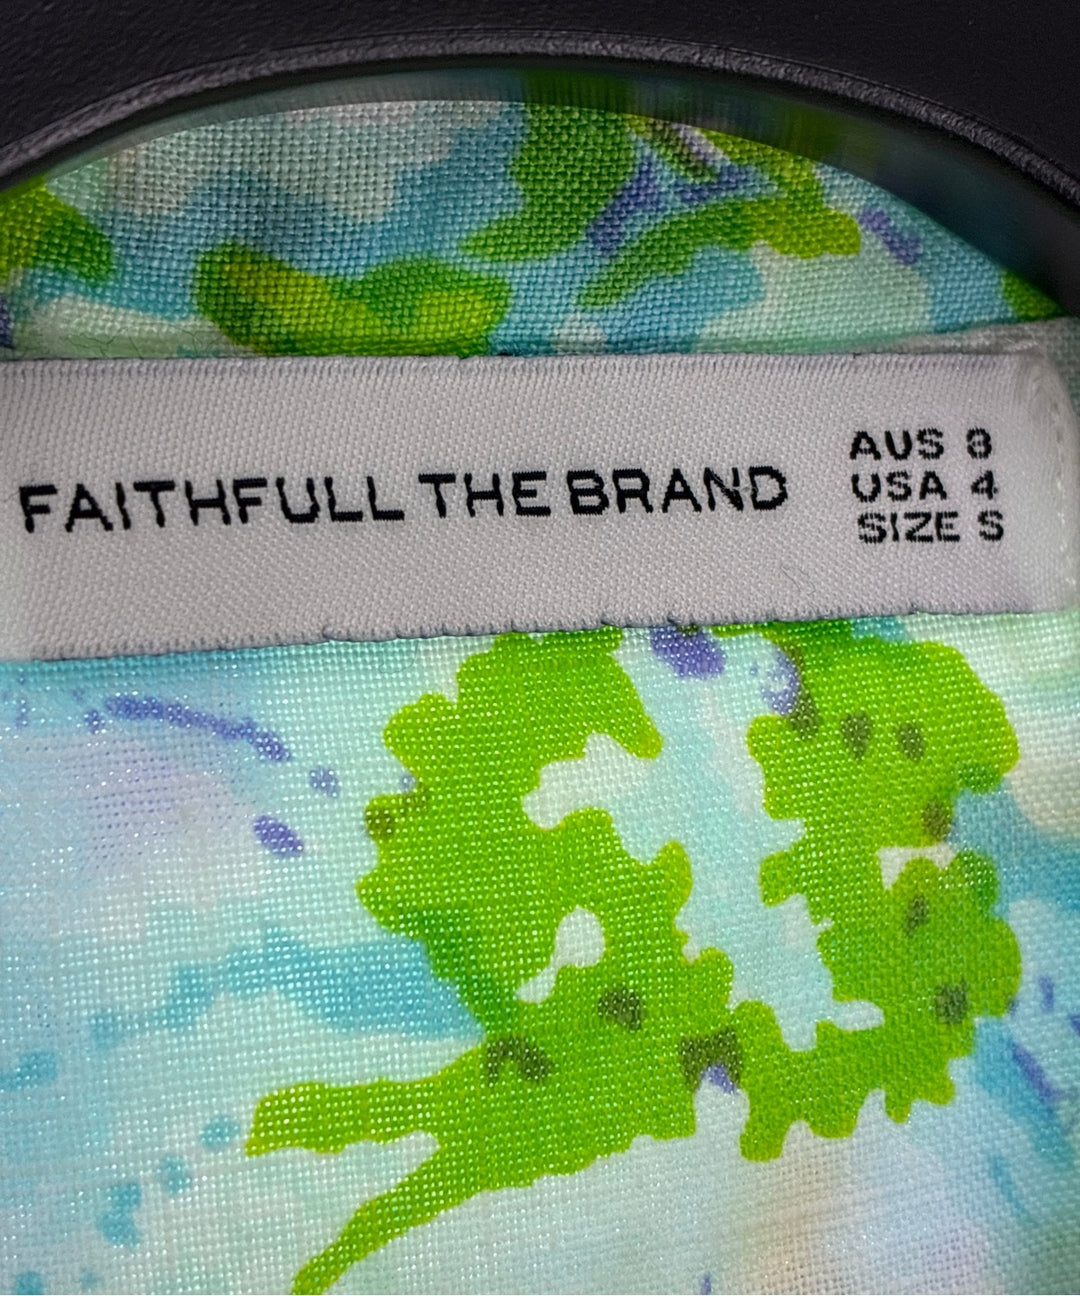 FAITHFULL THE BRAND
AUS 8
USA 4
SIZE S